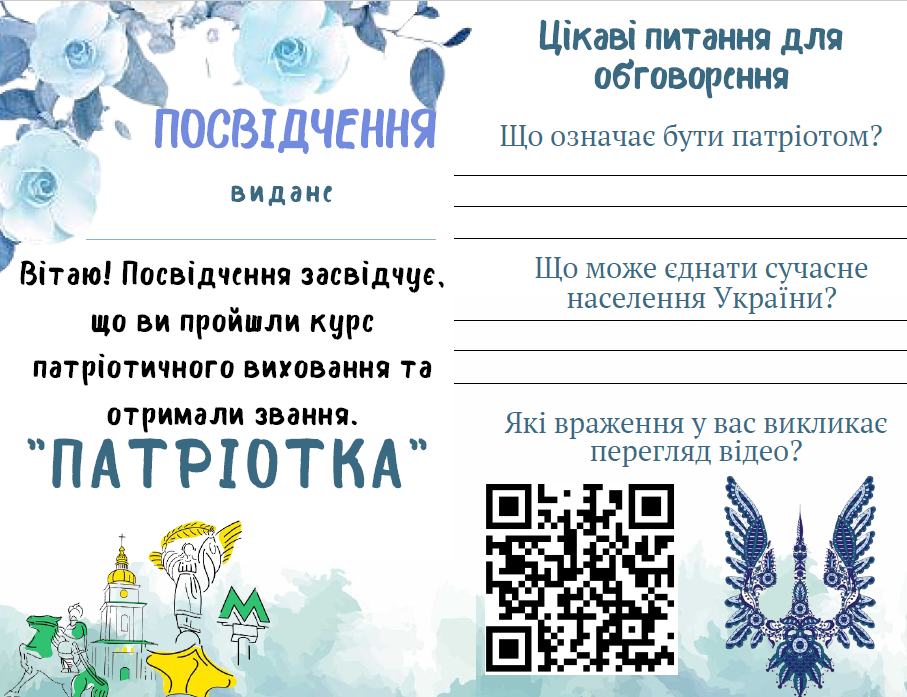 ПОСВІДЧЕННЯ
видане
Вітаю! Посвідчення засвідчує,
що ви пройшли курс
патріотичного виховання та
отримали звання.
"ПАТРІОТКА"
М
Цікаві питання для
обговорення
Що означає бути патріотом?
Що може єднати сучасне
населення України?
Які враження у вас викликає
перегляд відео?